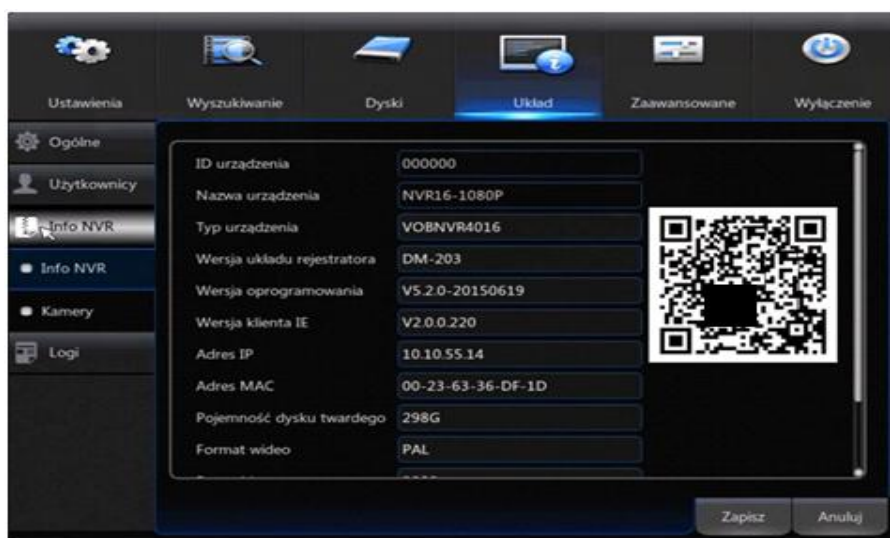 Ustawienia Wyszukiwanie Dyski Układ Zaawansowane Wyłączenie
Ogólne
Użytkownicy
Info NVR
Info NVR
Kamery
Logi
ID urządzenia 000000
Nazwa urządzenia NVR16-1080P
Typ urządzenia VOBNVR4016
Wersja układu rejestratora DM-203
Wersja oprogramowania V5.2.0-20150619
Wersja klienta IE V2.0.0.220
Adres IP 10.10.55.14
Adres MAC 00-23-63-36-DF-1D
Pojemność dysku twardego 298G
Format wideo PAL
Zapisz Anuluj